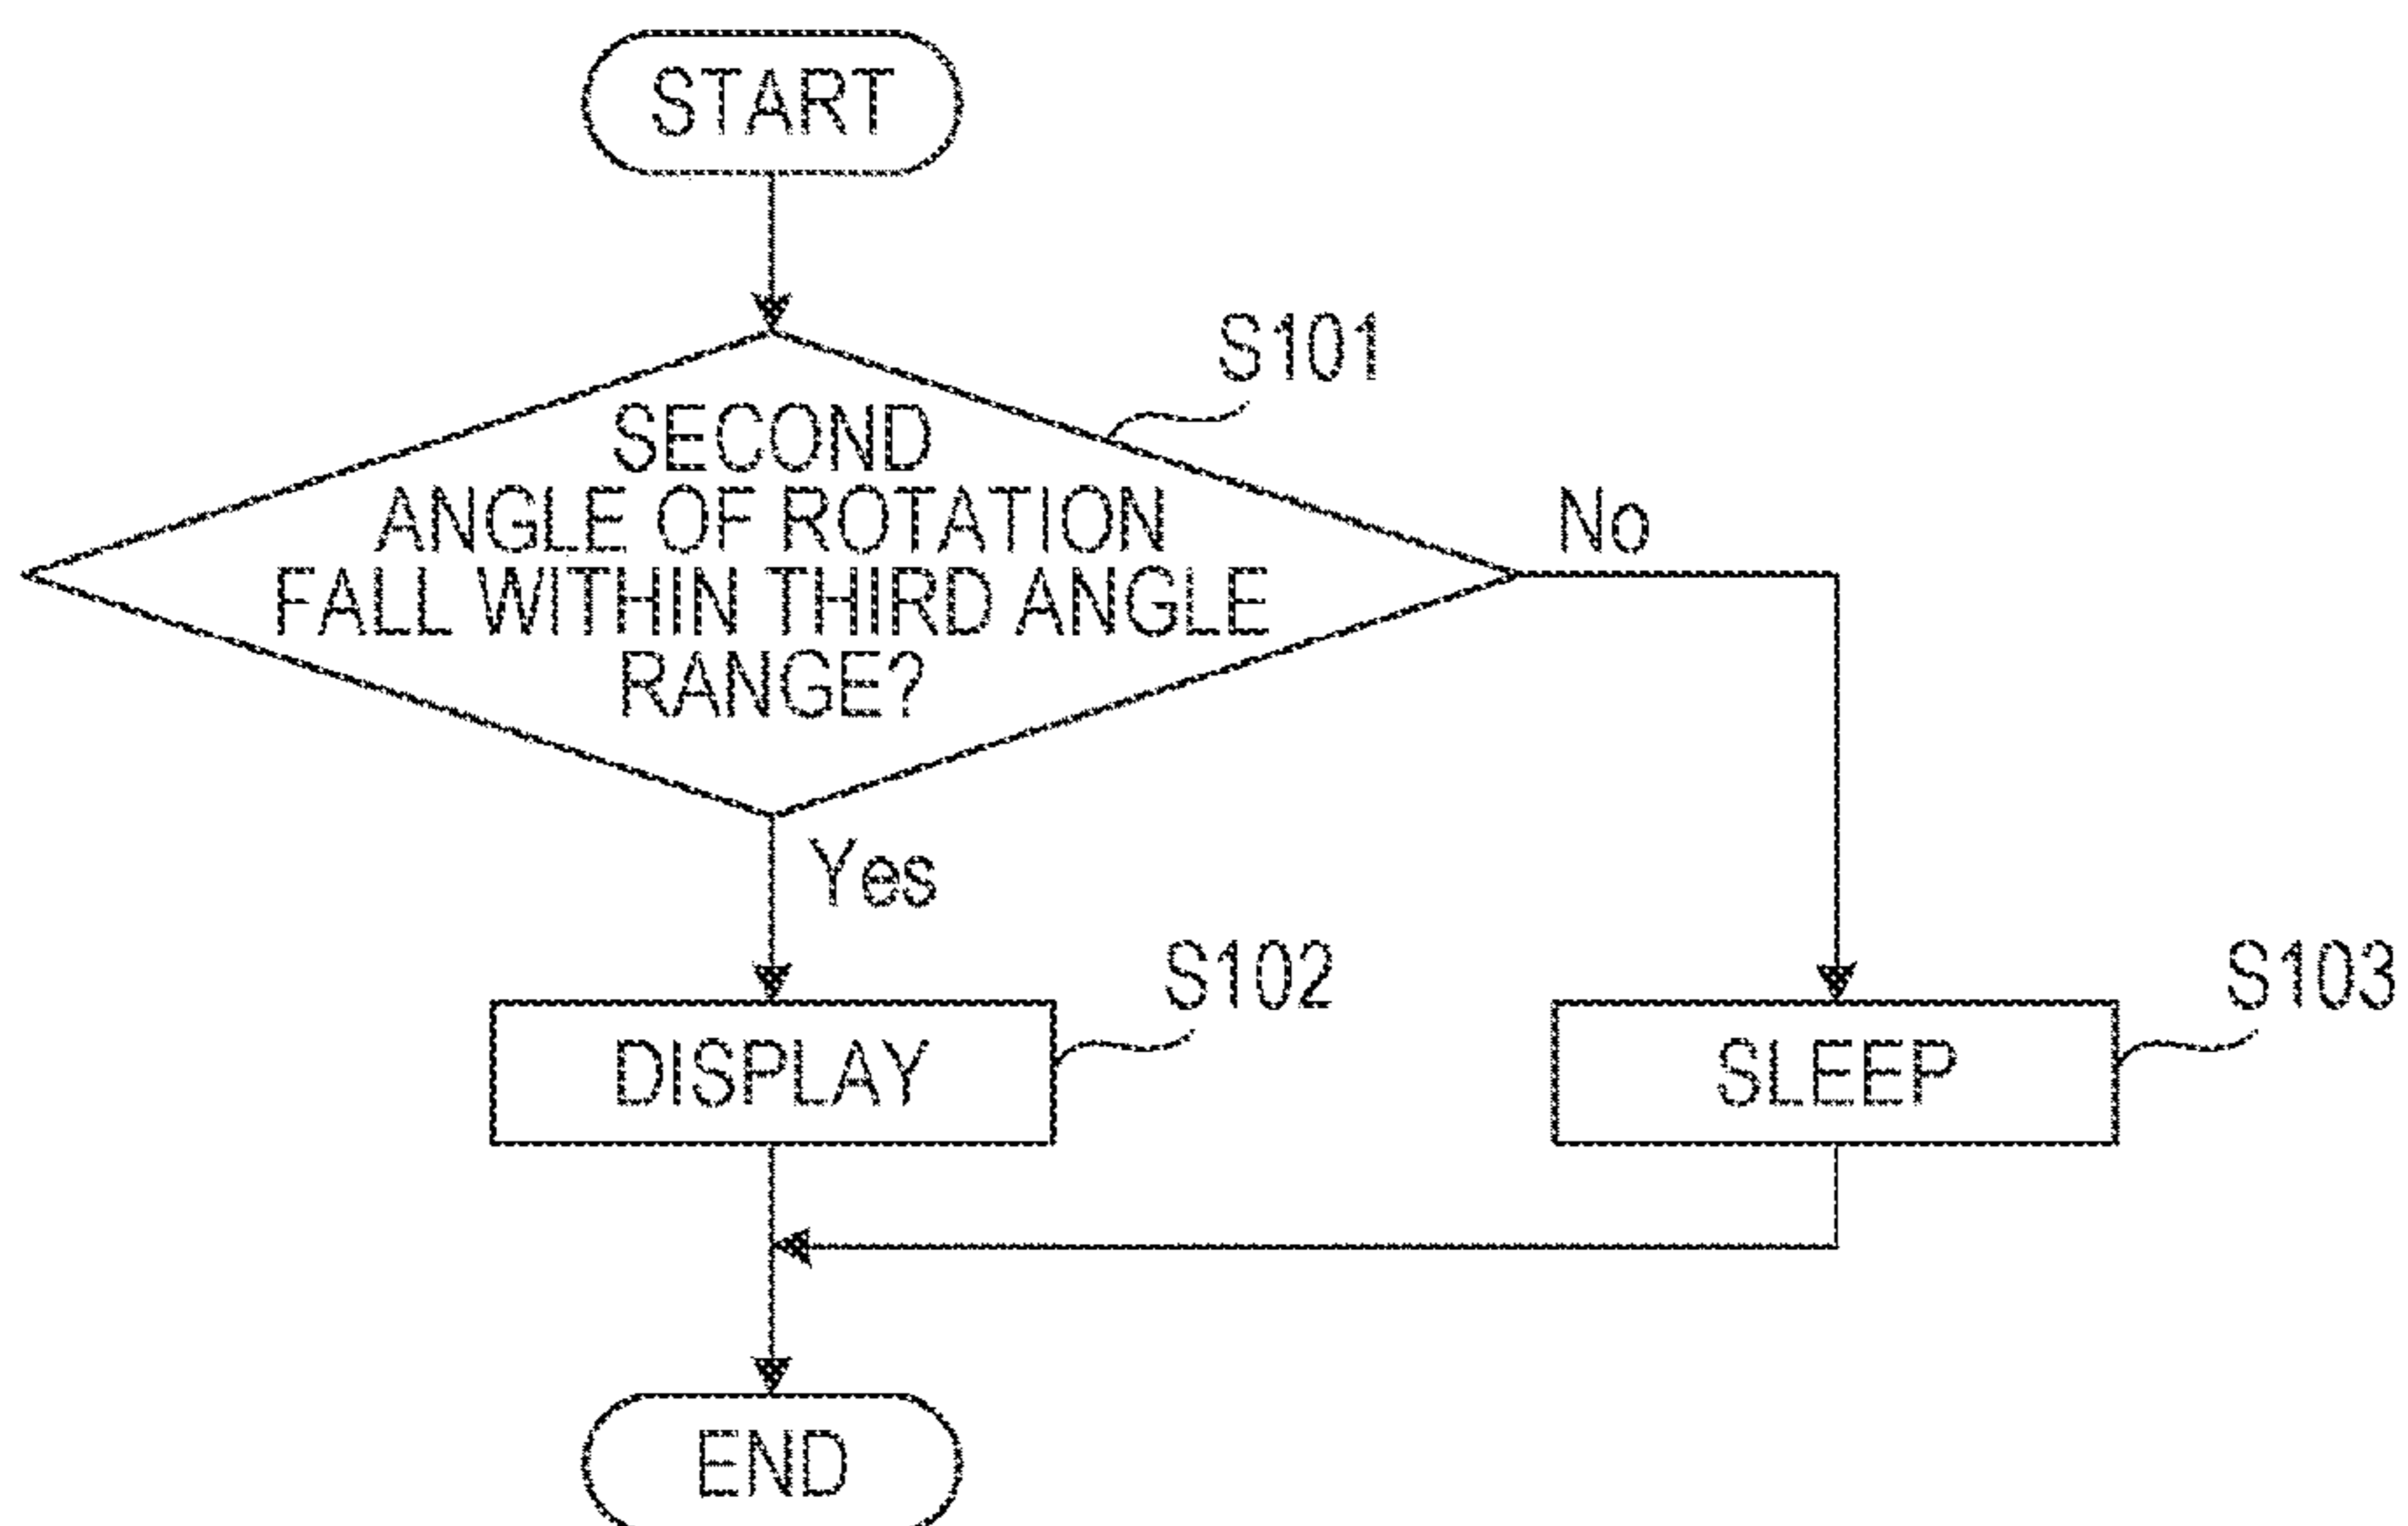 START
S101
SECOND
ANGLE OF ROTATION
FALL WITHIN THIRD ANGLE
RANGE?
No
Yes
S102
DISPLAY
S103
SLEEP
END